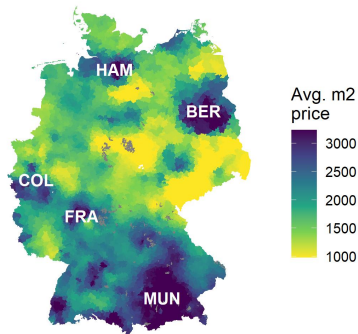 HAM
BER
COL
FRA
MUN
Avg. m2
price
3000
2500
2000
1500
1000